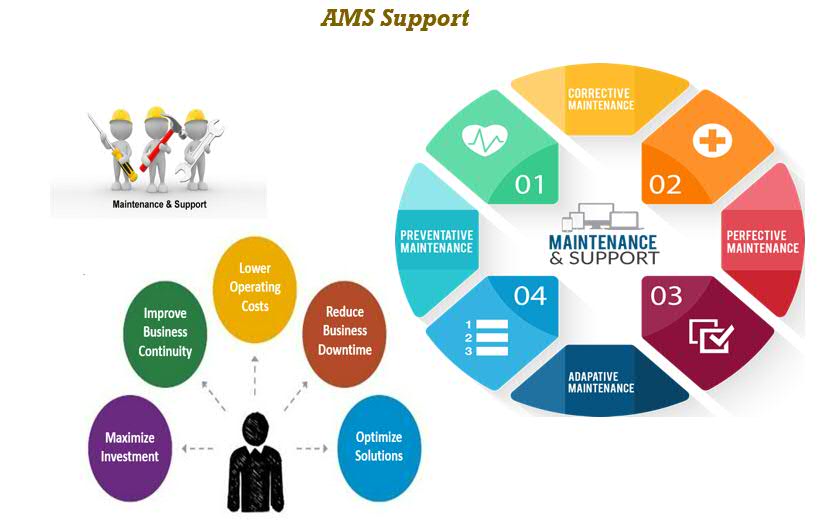 AMS Support
Maintenance & Support
Lower
Operating
Costs
Improve
Business
Continuity
Reduce
Business
Downtime
Maximize
Investment
Optimize
Solutions
CORRECTIVE
MAINTENANCE
01
02
PREVENTATIVE
MAINTENANCE
MAINTENANCE
& SUPPORT
PERFECTIVE
MAINTENANCE
04
03
1
2
3
ADAPATIVE
MAINTENANCE